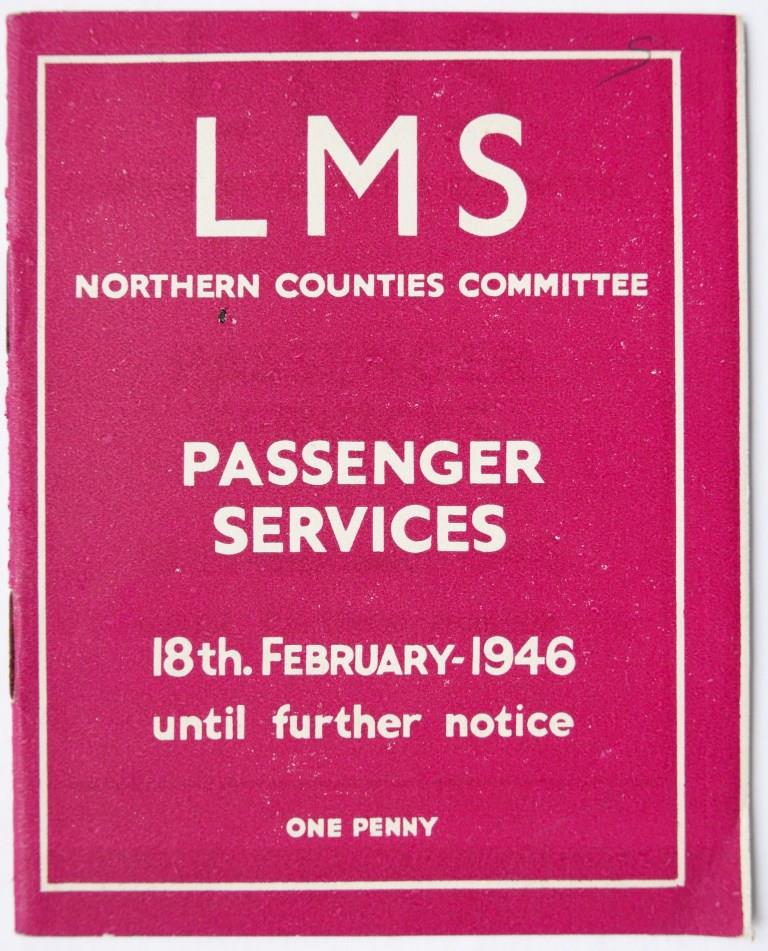 LMS
NORTHERN COUNTIES COMMITTEE
PASSENGER
SERVICES
18th. FEBRUARY-1946
until further notice
ONE PENNY